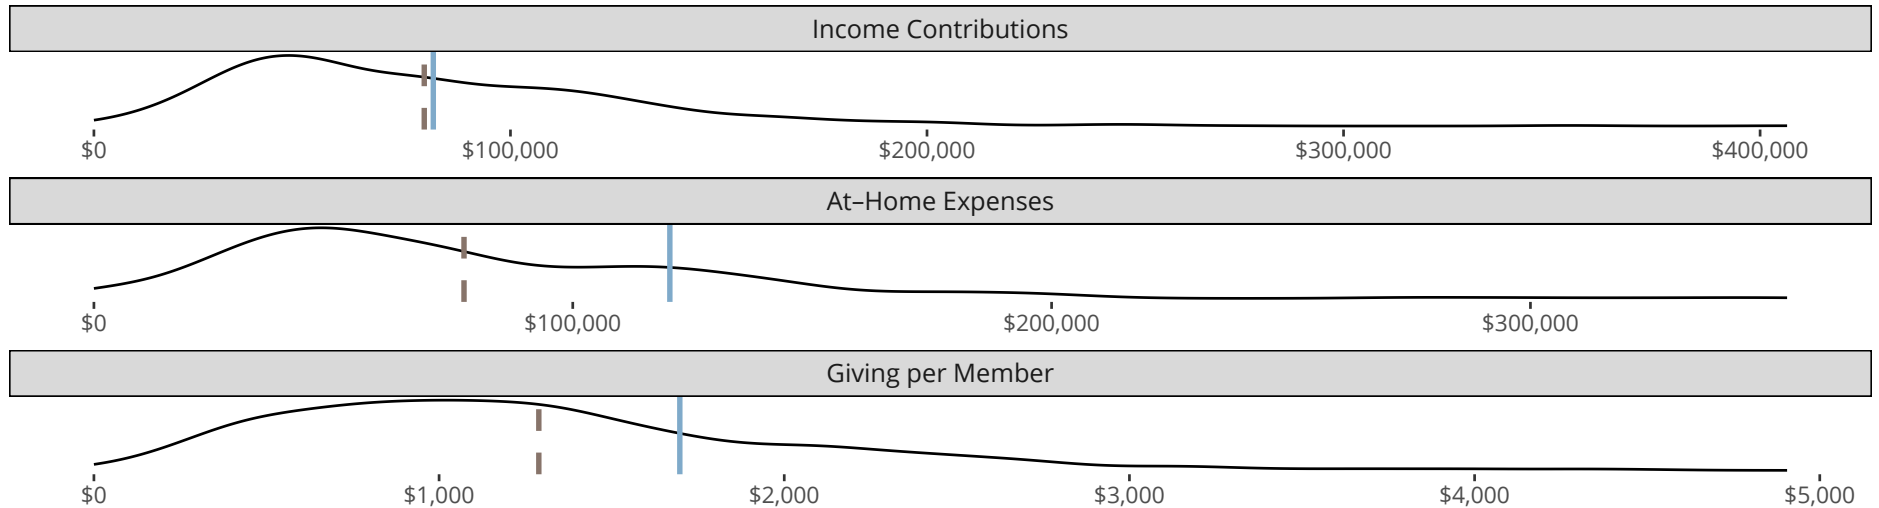 Income Contributions
$0 $100,000 $200,000 $300,000 $400,000
At–Home Expenses
$0 $100,000 $200,000 $300,000
Giving per Member
$0 $1,000 $2,000 $3,000 $4,000 $5,000